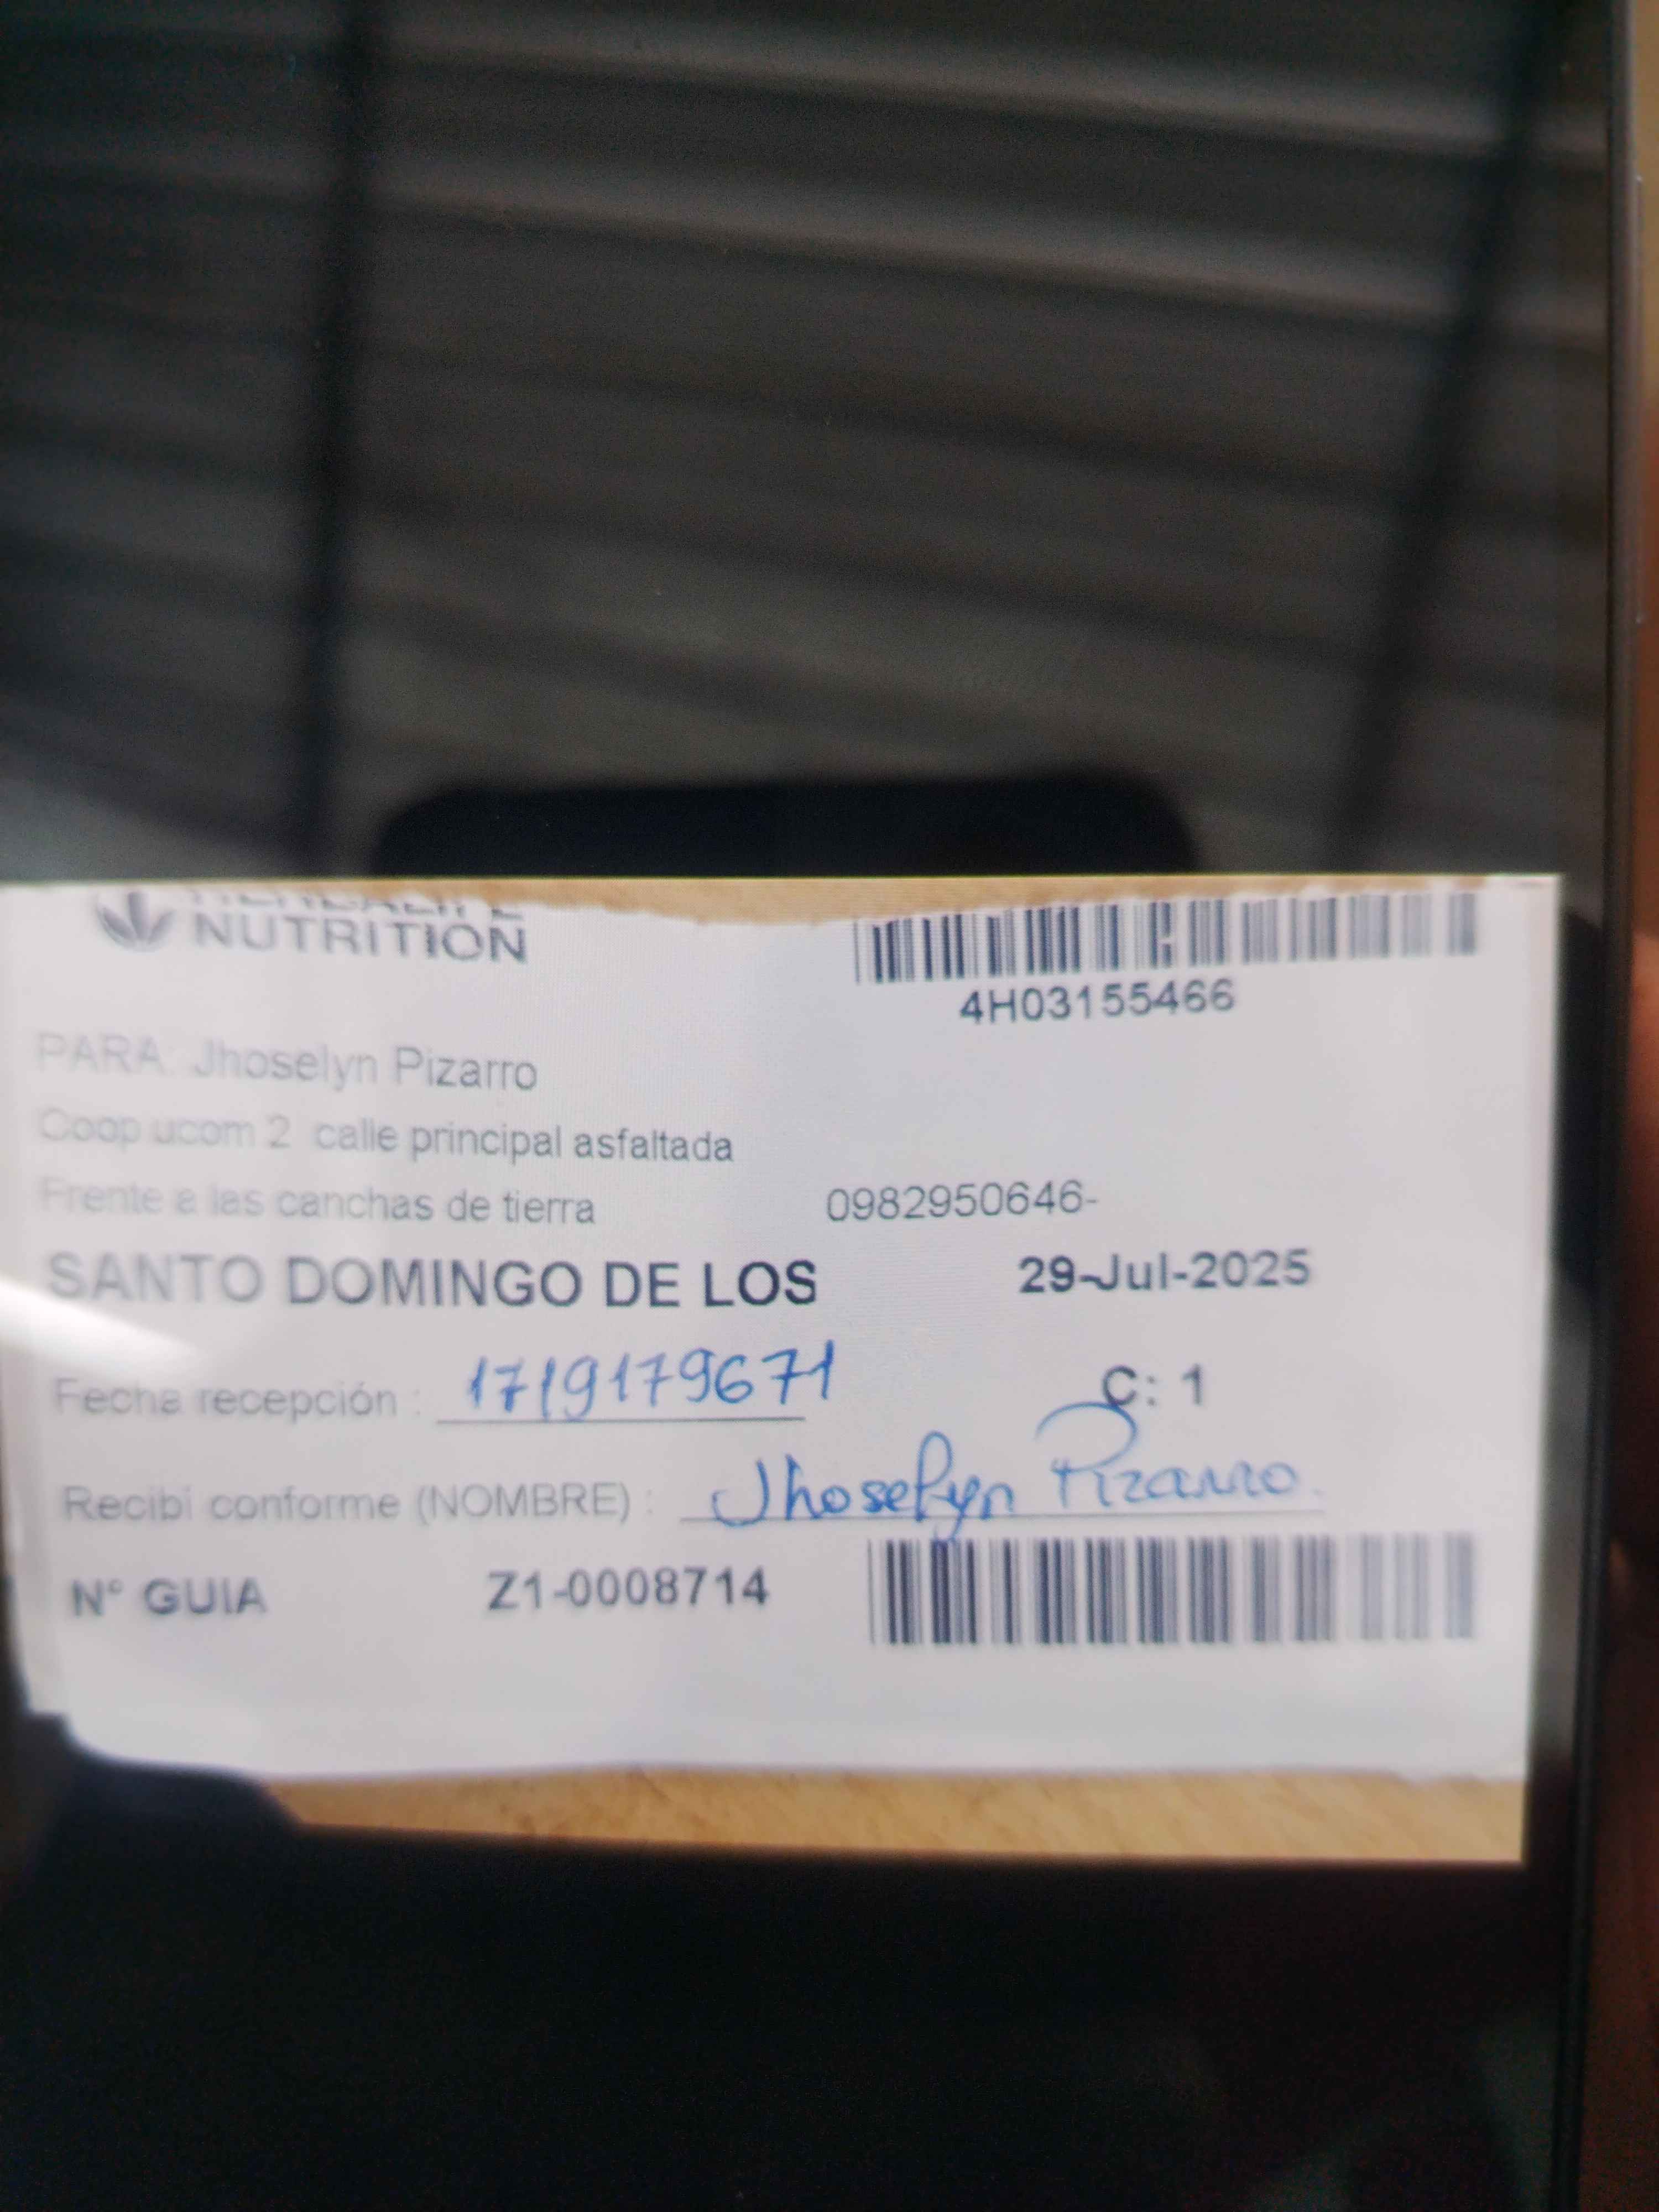 HERBALIFE
NUTRITION
4H03155466
PARA: Jhoselyn Pizarro
Coop.ucom 2 calle principal asfaltada
Frente a las canchas de tierra 0982950646-
SANTO DOMINGO DE LOS 29-Jul-2025
Fecha recepción : 1719179671 C: 1
Recibí conforme (NOMBRE) : Jhoselyn Pizarro.
N° GUIA Z1-0008714